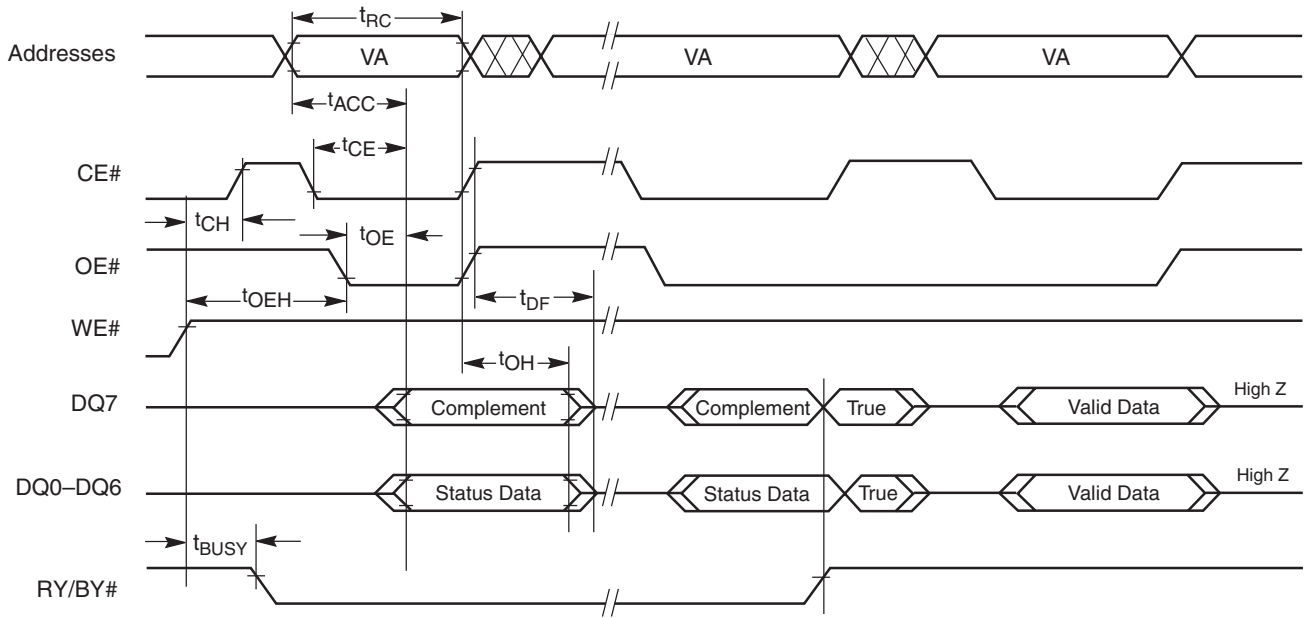 tRC
Addresses VA VA VA
tACC
tCE
CE#
tCH tOE
OE#
tOEH tDF
WE#
tOH
DQ7 Complement Complement True Valid Data High Z
DQ0–DQ6 Status Data Status Data True Valid Data High Z
tBUSY
RY/BY#